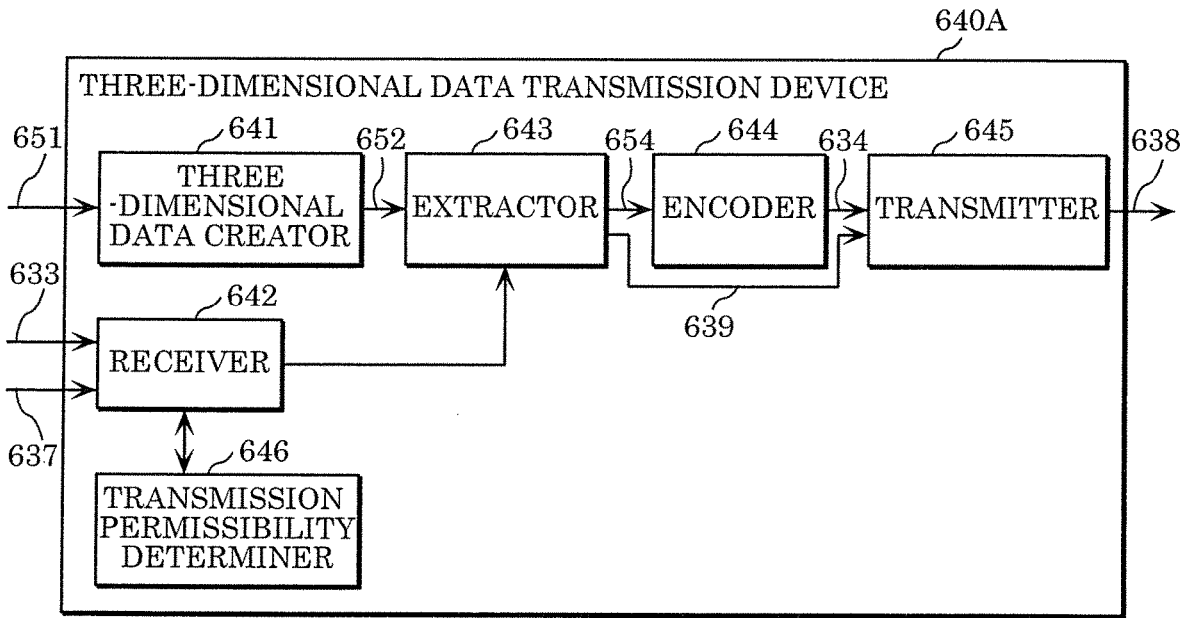 640A
THREE-DIMENSIONAL DATA TRANSMISSION DEVICE
651
641
652
643
654
644
634
645
638
THREE
-DIMENSIONAL
DATA CREATOR
EXTRACTOR
ENCODER
TRANSMITTER
633
642
639
RECEIVER
637
646
TRANSMISSION
PERMISSIBILITY
DETERMINER